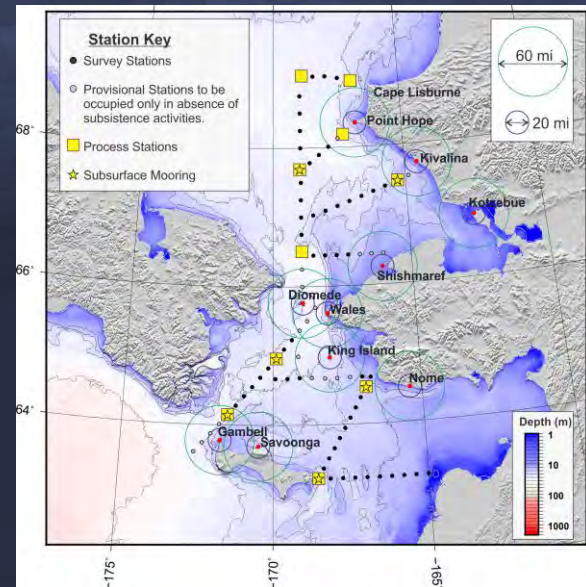 Station Key
Survey Stations
Provisional Stations to be
occupied only in absence of
subsistence activities.
Process Stations
Subsurface Mooring
60 mi
20 mi
Cape Lisburne
Point Hope
Kivalina
Kotzebue
Shishmaref
Diomede
Wales
King Island
Nome
Gambell
Savoonga
68°
66°
64°
Depth (m)
1
10
100
1000
-175°
-170°
-165°